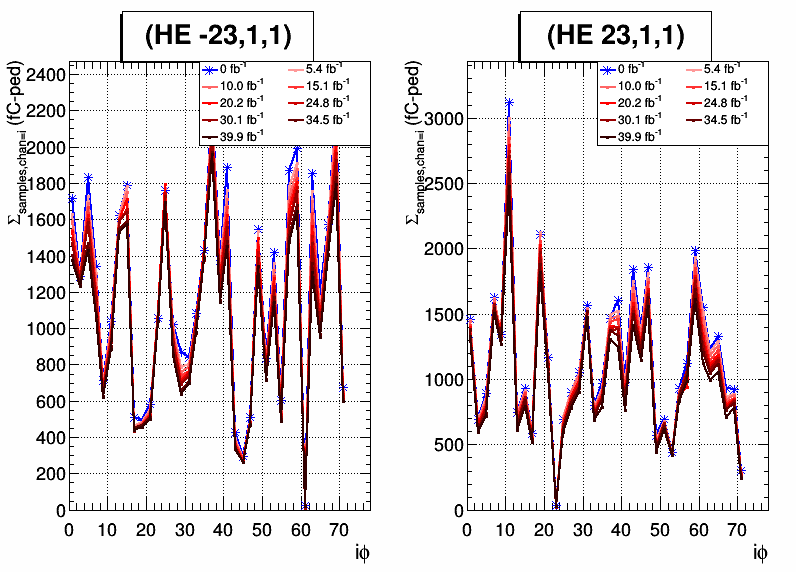 (HE -23,1,1)
Σsamples,chan=i (fC-ped)
0 fb-1
5.4 fb-1
10.0 fb-1
15.1 fb-1
20.2 fb-1
24.8 fb-1
30.1 fb-1
34.5 fb-1
39.9 fb-1
2400
2200
2000
1800
1600
1400
1200
1000
800
600
400
200
0
0 10 20 30 40 50 60 70
iϕ
(HE 23,1,1)
Σsamples,chan=i (fC-ped)
0 fb-1
5.4 fb-1
10.0 fb-1
15.1 fb-1
20.2 fb-1
24.8 fb-1
30.1 fb-1
34.5 fb-1
39.9 fb-1
3000
2500
2000
1500
1000
500
0
0 10 20 30 40 50 60 70
iϕ